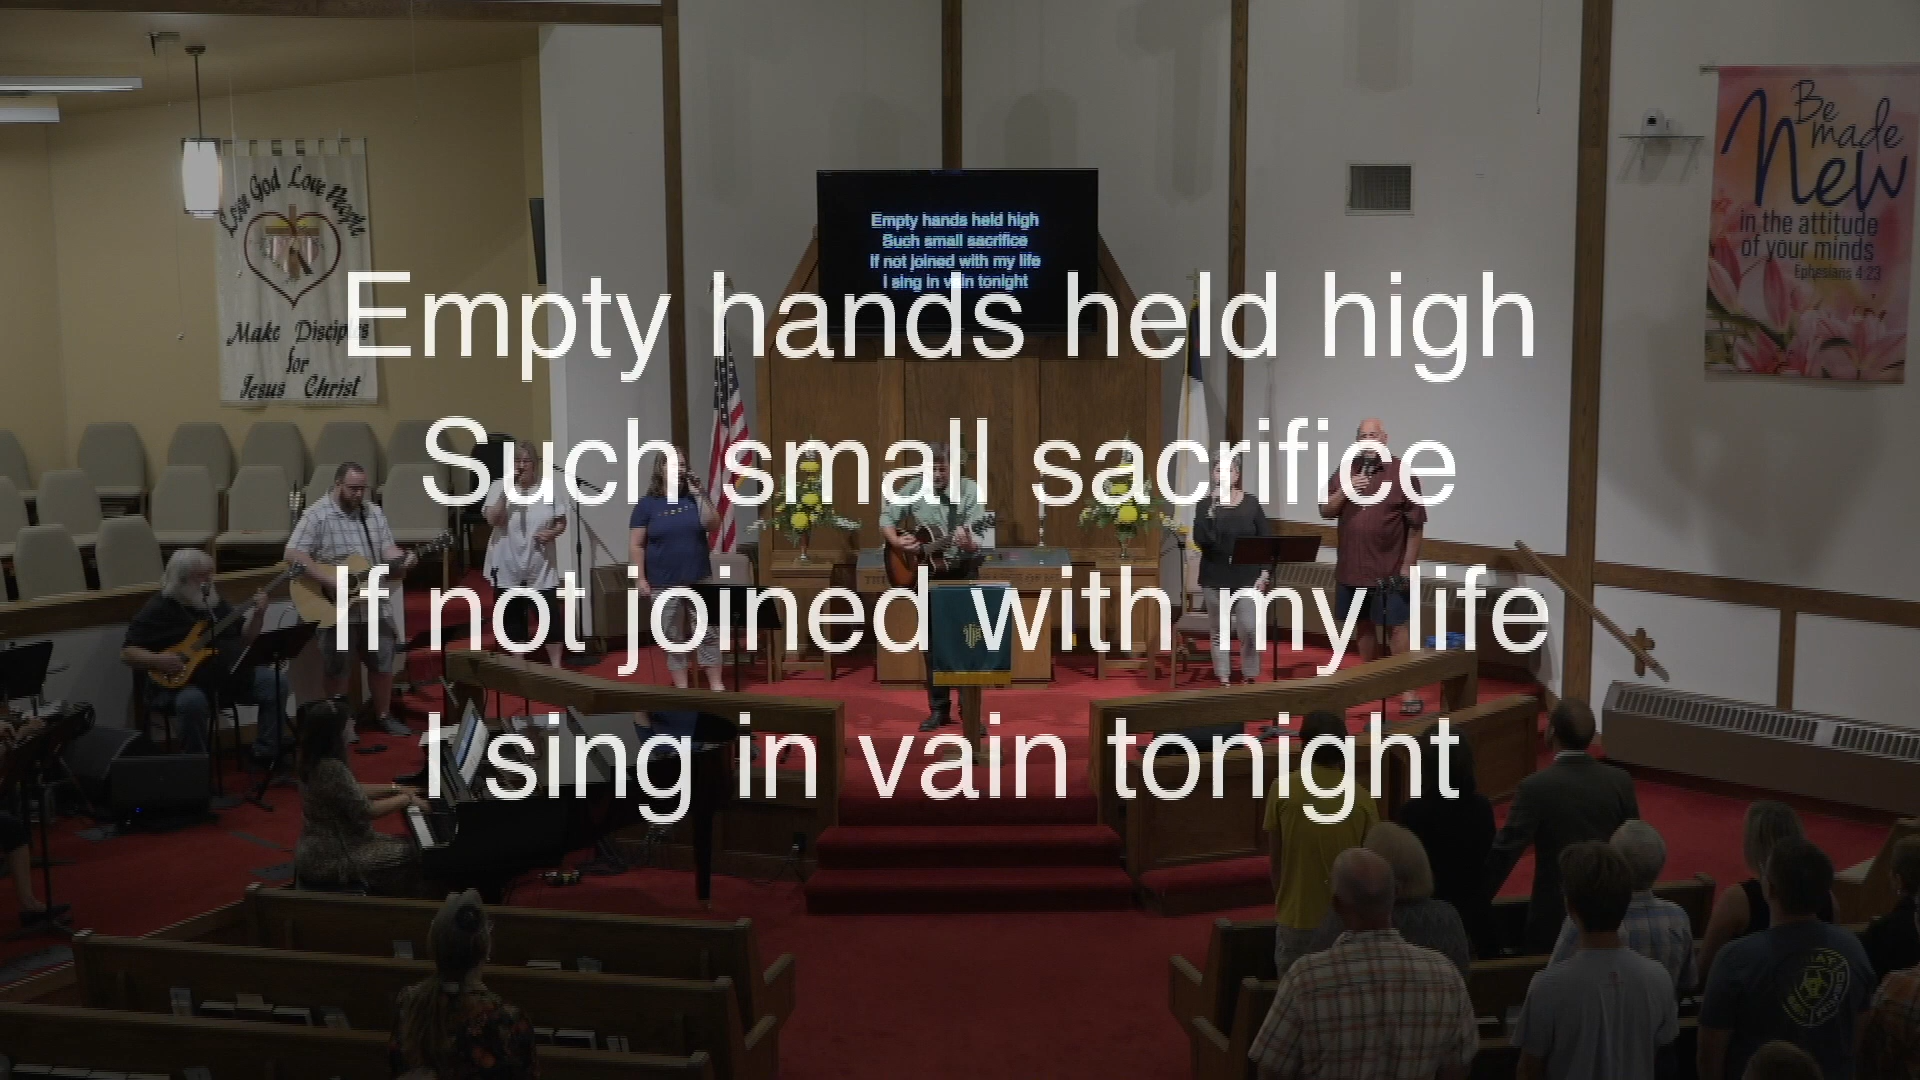 Love God Love People
Make Disciples
for
Jesus Christ
Empty hands held high
Such small sacrifice
If not joined with my life
I sing in vain tonight
Be
made
New
in the attitude
of your minds
Ephesians 4:23
Empty hands held high
Such small sacrifice
If not joined with my life
I sing in vain tonight